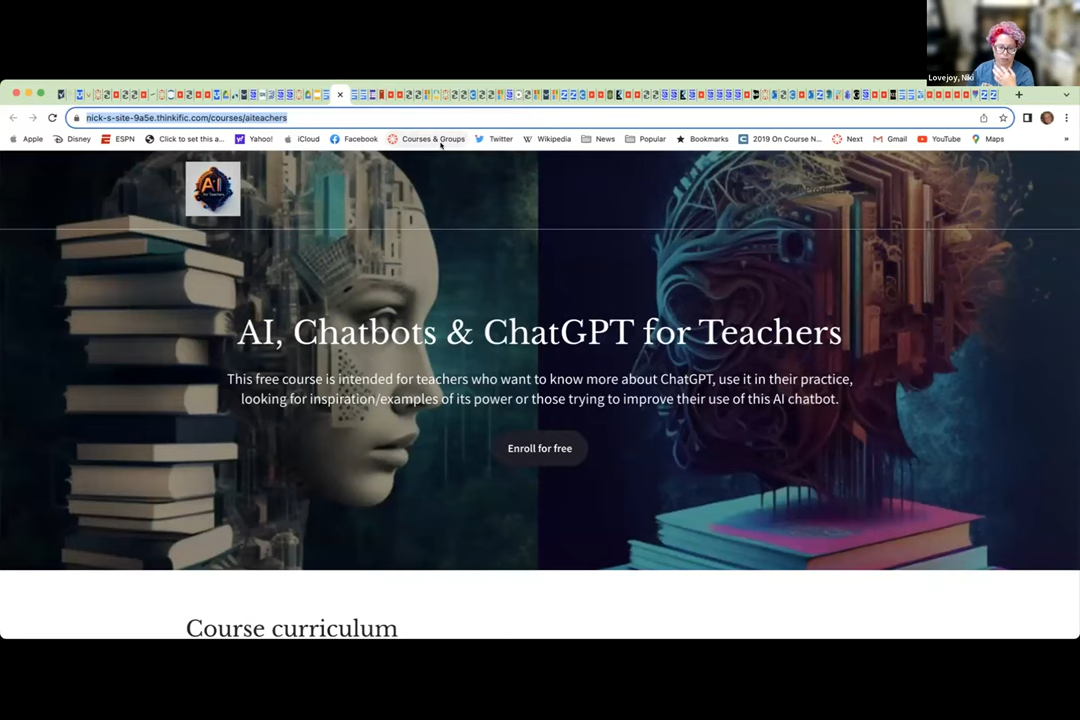 Lovejoy, Niki
nick-s-site-9a5e.thinkific.com/courses/aiteachers
Apple Disney ESPN Click to set this a... Yahoo! iCloud Facebook Courses & Groups Twitter Wikipedia News Popular Bookmarks 2019 On Course N... Next Gmail YouTube Maps »
AI
for Teachers
AI, Chatbots & ChatGPT for Teachers
This free course is intended for teachers who want to know more about ChatGPT, use it in their practice,
looking for inspiration/examples of its power or those trying to improve their use of this AI chatbot.
Enroll for free
Course curriculum